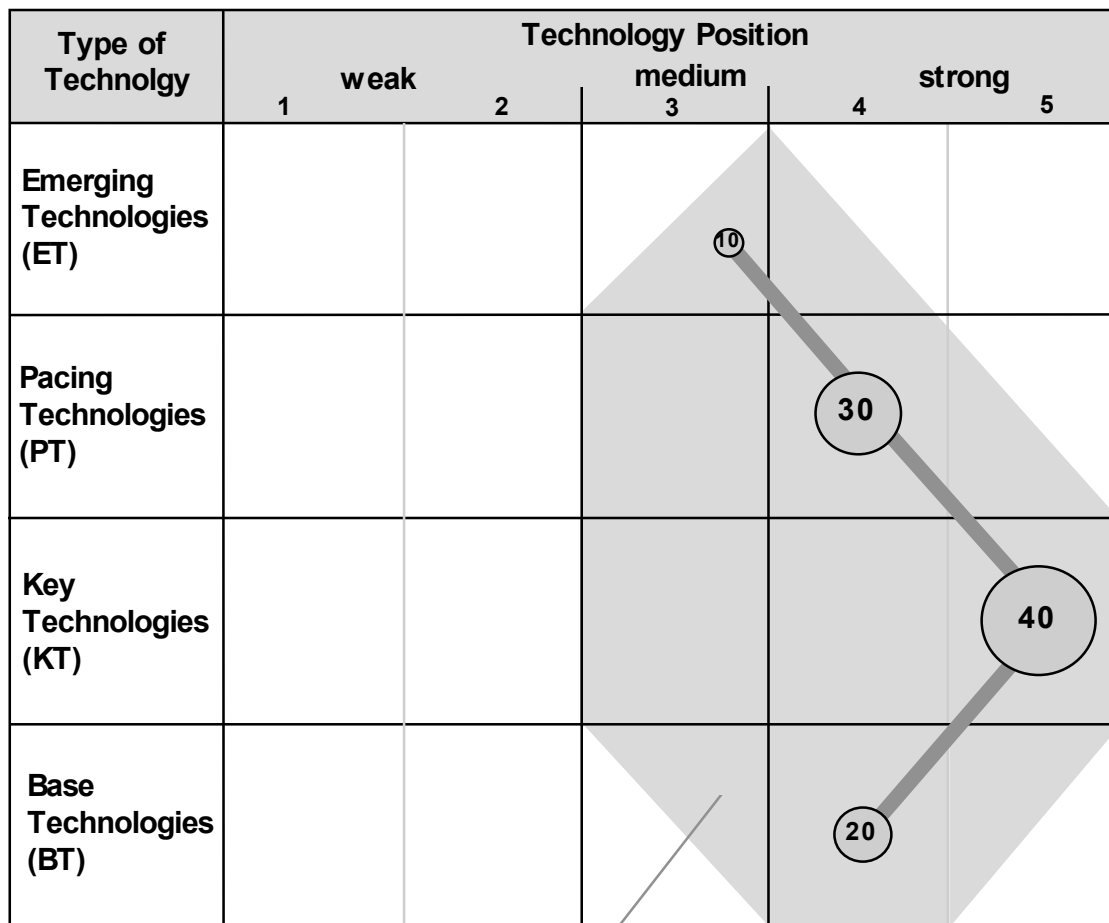 Type of
Technolgy
Technology Position
weak
medium
strong
1
2
3
4
5
Emerging
Technologies
(ET)
10
Pacing
Technologies
(PT)
30
Key
Technologies
(KT)
40
Base
Technologies
(BT)
20